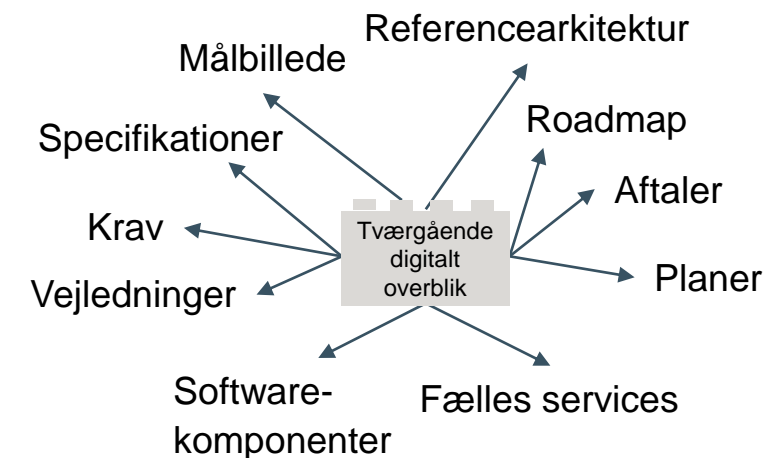 Referencearkitektur
Målbillede
Roadmap
Specifikationer
Aftaler
Krav
Tværgående
digitalt
overblik
Planer
Vejledninger
Software-
komponenter
Fælles services